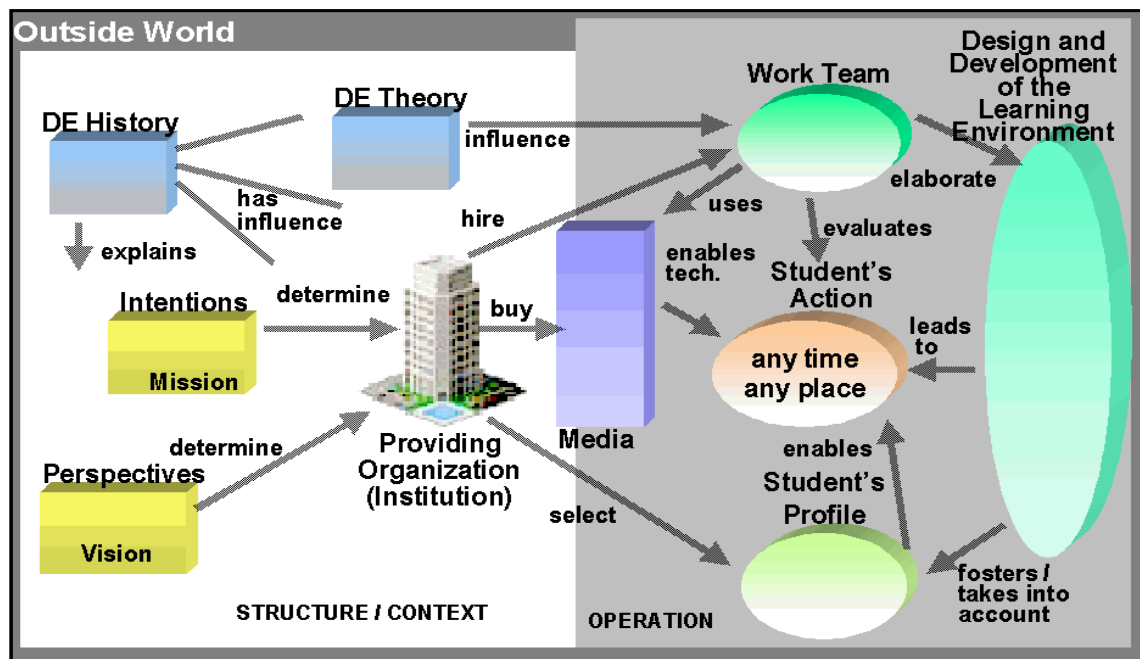 Outside World
DE History
DE Theory
influence
has
influence
explains
Intentions
Mission
determine
Perspectives
Vision
determine
Providing
Organization
(Institution)
hire
buy
select
STRUCTURE / CONTEXT
Work Team
Design and
Development
of the
Learning
Environment
elaborate
uses
evaluates
enables
tech.
Media
Student's
Action
any time
any place
leads
to
enables
Student's
Profile
fosters /
takes into
account
OPERATION